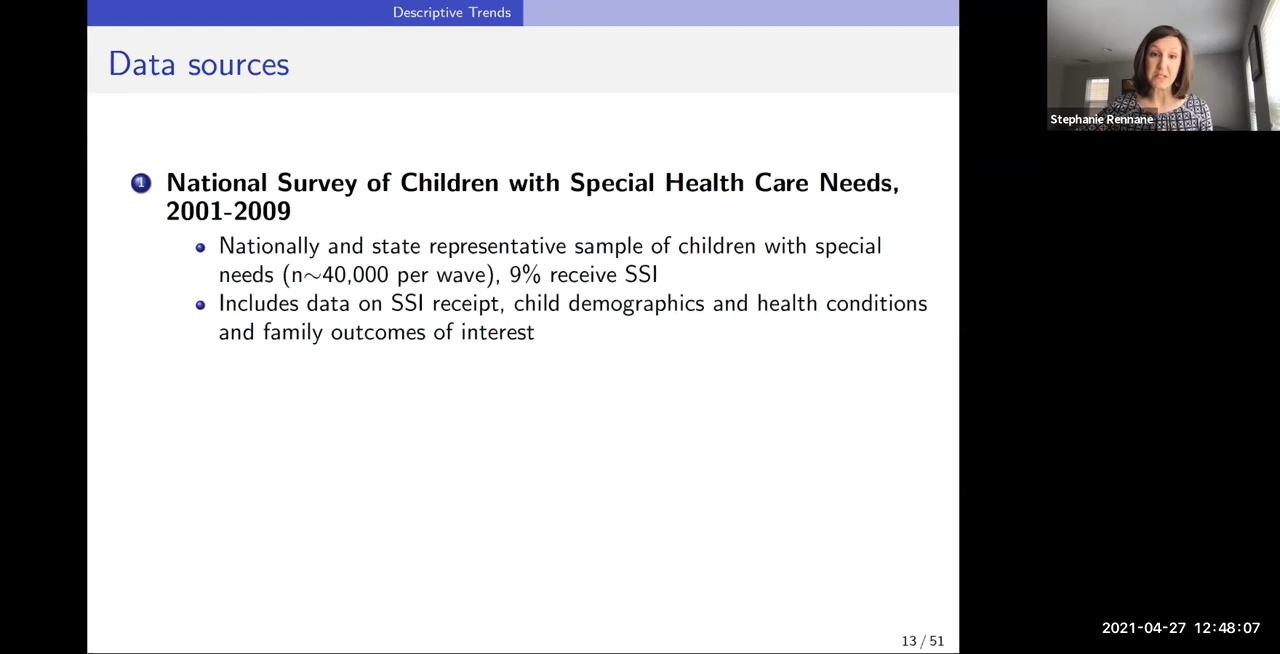 Descriptive Trends
Data sources
Stephanie Rennane
1 National Survey of Children with Special Health Care Needs,
2001-2009
Nationally and state representative sample of children with special
needs (n∼40,000 per wave), 9% receive SSI
Includes data on SSI receipt, child demographics and health conditions
and family outcomes of interest
2021-04-27 12:48:07
13 / 51